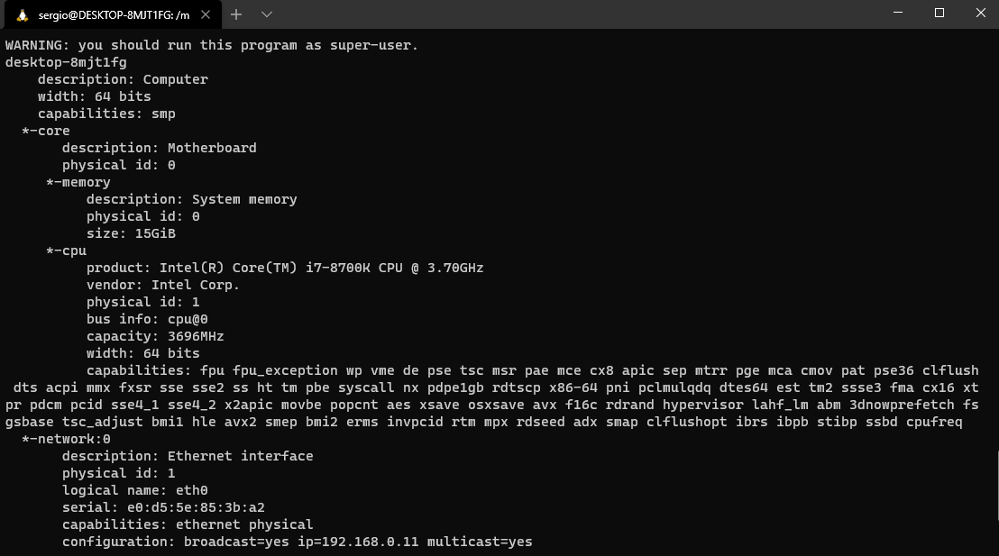 sergio@DESKTOP-8MJT1FG: /m
WARNING: you should run this program as super-user.
desktop-8mjt1fg
    description: Computer
    width: 64 bits
    capabilities: smp
  *-core
       description: Motherboard
       physical id: 0
     *-memory
          description: System memory
          physical id: 0
          size: 15GiB
     *-cpu
          product: Intel(R) Core(TM) i7-8700K CPU @ 3.70GHz
          vendor: Intel Corp.
          physical id: 1
          bus info: cpu@0
          capacity: 3696MHz
          width: 64 bits
          capabilities: fpu fpu_exception wp vme de pse tsc msr pae mce cx8 apic sep mtrr pge mca cmov pat pse36 clflush
 dts acpi mmx fxsr sse sse2 ss ht tm pbe syscall nx pdpe1gb rdtscp x86-64 pni pclmulqdq dtes64 est tm2 ssse3 fma cx16 xt
pr pdcm pcid sse4_1 sse4_2 x2apic movbe popcnt aes xsave osxsave avx f16c rdrand hypervisor lahf_lm abm 3dnowprefetch fs
gsbase tsc_adjust bmi1 hle avx2 smep bmi2 erms invpcid rtm mpx rdseed adx smap clflushopt ibrs ibpb stibp ssbd cpufreq
  *-network:0
       description: Ethernet interface
       physical id: 1
       logical name: eth0
       serial: e0:d5:5e:85:3b:a2
       capabilities: ethernet physical
       configuration: broadcast=yes ip=192.168.0.11 multicast=yes